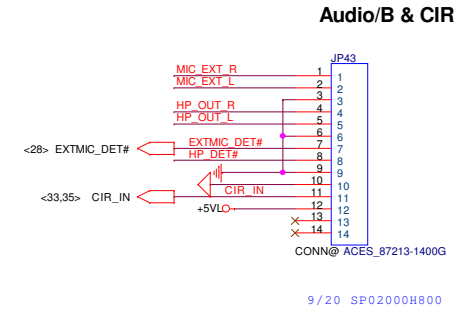 Audio/B & CIR
JP43
MIC_EXT_R 1 1
MIC_EXT_L 2 2
3 3
HP_OUT_R 4 4
HP_OUT_L 5 5
6 6
<28> EXTMIC_DET# EXTMIC_DET# 7 7
HP_DET# 8 8
9 9
10 10
<33,35> CIR_IN CIR_IN 11 11
+5VL 12 12
13 13
14 14
CONN@ ACES_87213-1400G
9/20 SP02000H800